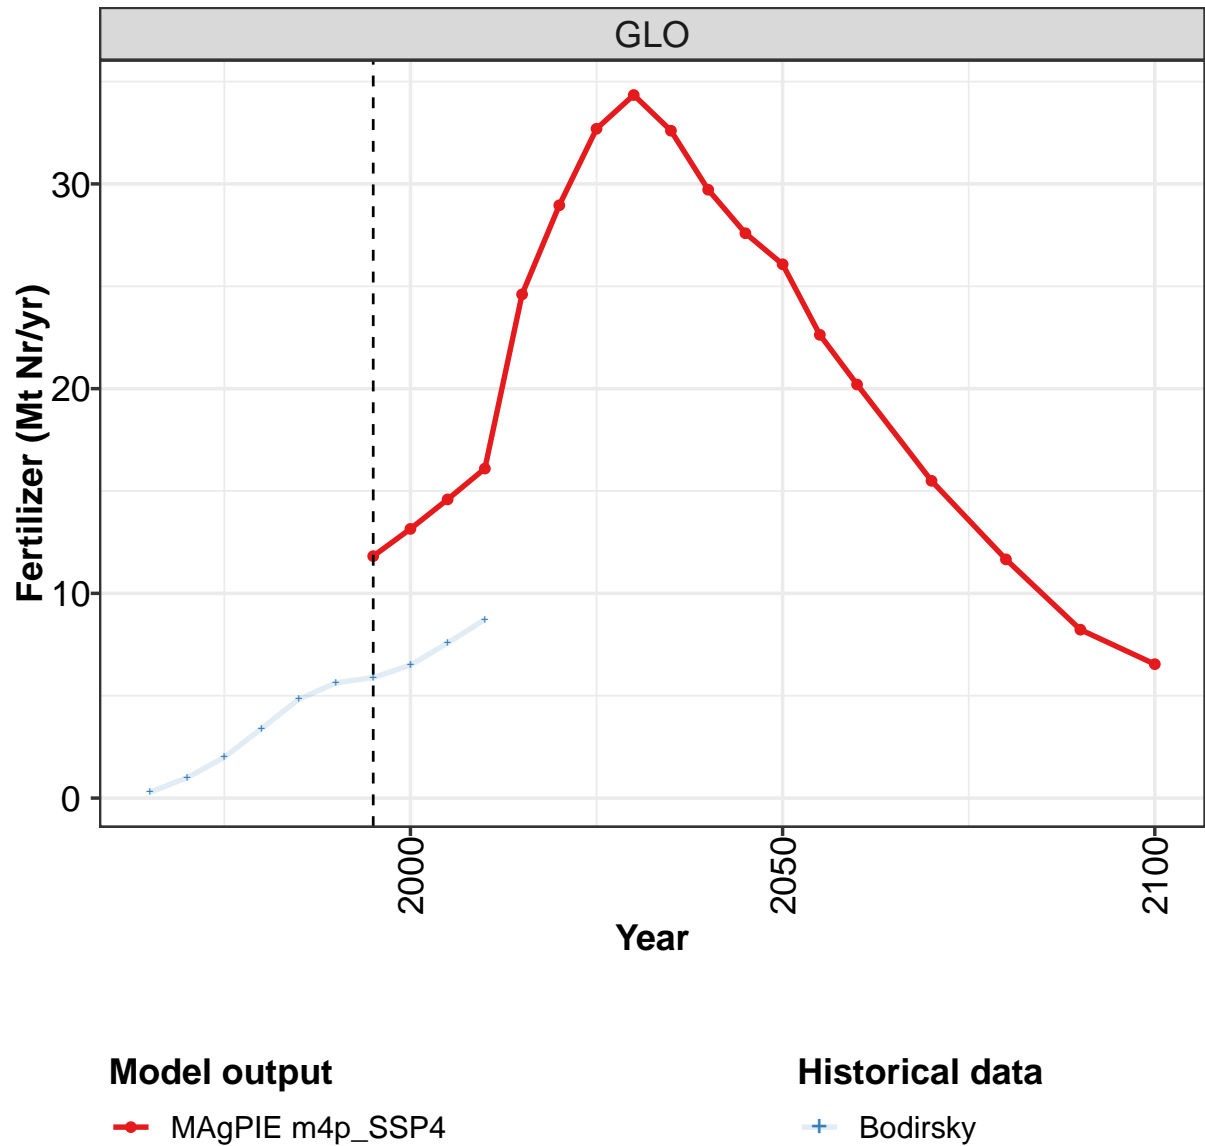 GLO
Fertilizer (Mt Nr/yr)
30
20
10
0
2000
2050
2100
Year
Model output
Historical data
MAgPIE m4p_SSP4
Bodirsky